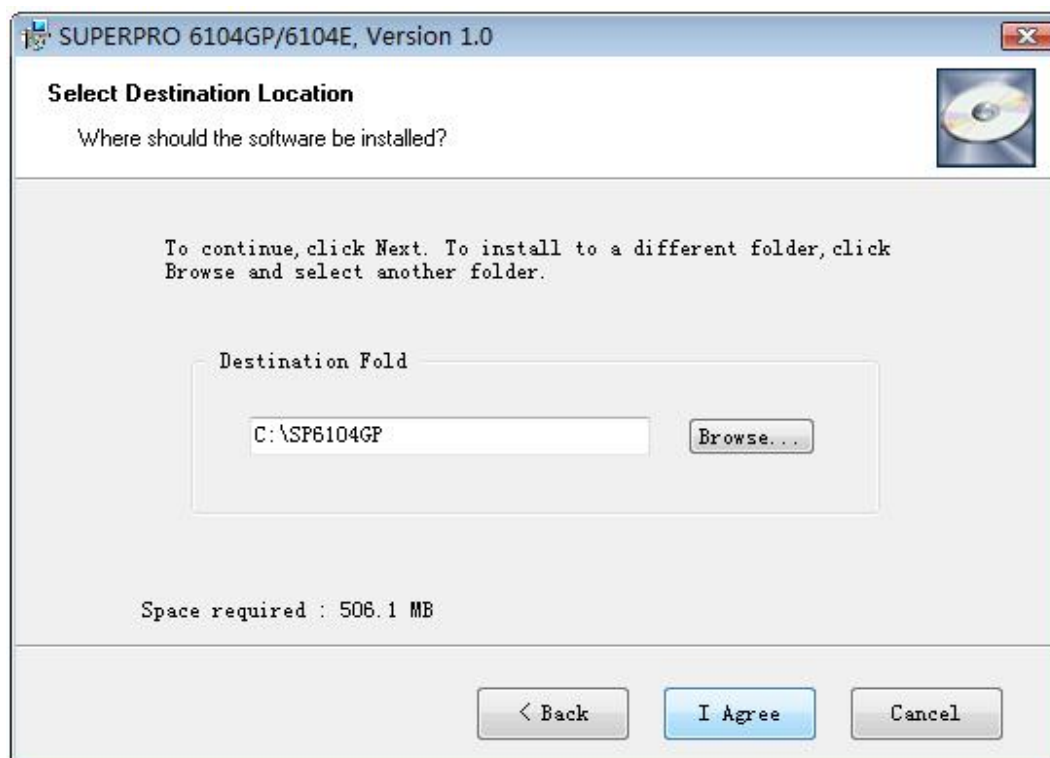 SUPERPRO 6104GP/6104E, Version 1.0
Select Destination Location
Where should the software be installed?
To continue,click Next. To install to a different folder,click
Browse and select another folder.
Destination Fold
C:\SP6104GP
Browse...
Space required : 506.1 MB
< Back
I Agree
Cancel